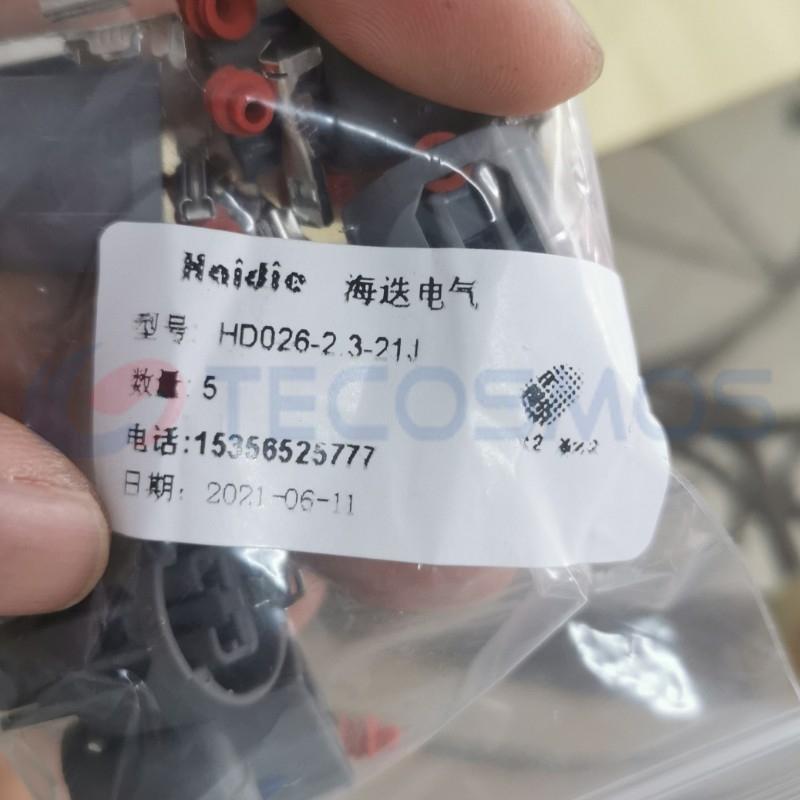 Haidie 海迭电气
型号: HD026-2.3-21J
数量: 5
电话:15356525777
日期: 2021-06-11
TECOSMOS